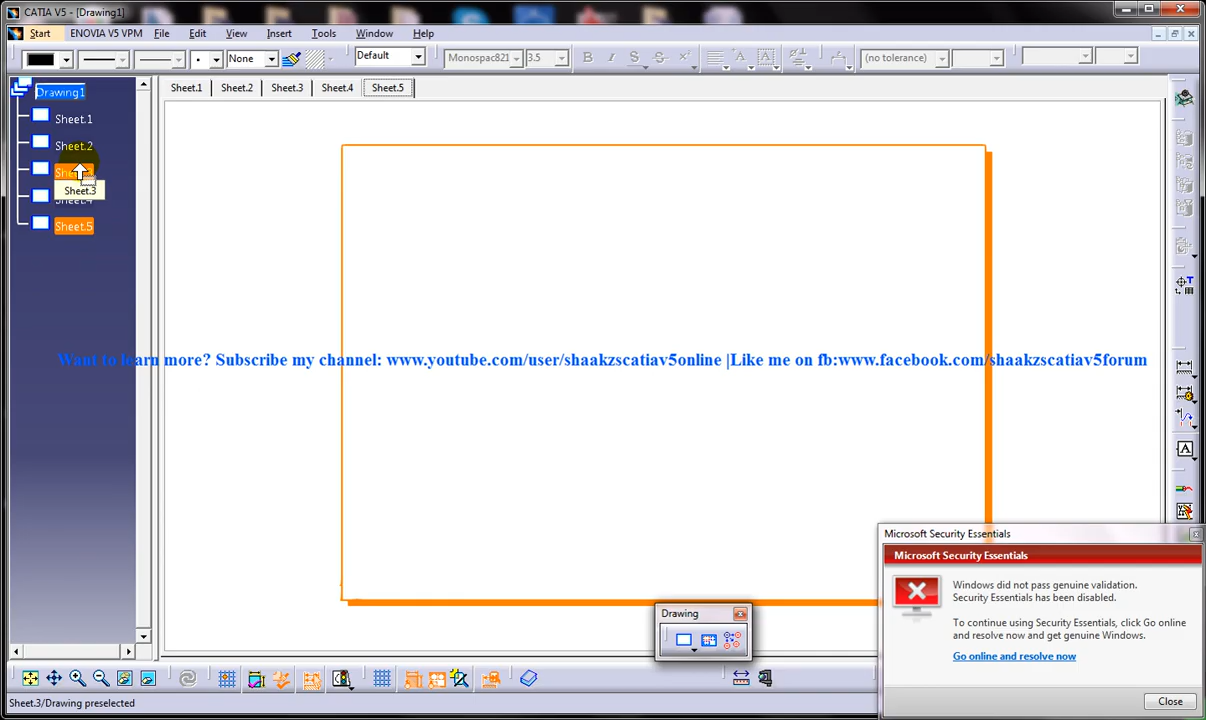 CATIA V5 - [Drawing1]
Start ENOVIA V5 VPM File Edit View Insert Tools Window Help
None Default Monospac821 3.5 B I S S X A A (no tolerance)
Drawing1
Sheet.1
Sheet.2
Sheet.3
Sheet.4
Sheet.5
Sheet.1 Sheet.2 Sheet.3 Sheet.4 Sheet.5
Want to learn more? Subscribe my channel: www.youtube.com/user/shaakzscatiav5online |Like me on fb:www.facebook.com/shaakzscatiav5forum
Drawing
Microsoft Security Essentials
Microsoft Security Essentials
Windows did not pass genuine validation.
Security Essentials has been disabled.
To continue using Security Essentials, click Go online
and resolve now and get genuine Windows.
Go online and resolve now
Close
Sheet.3/Drawing preselected